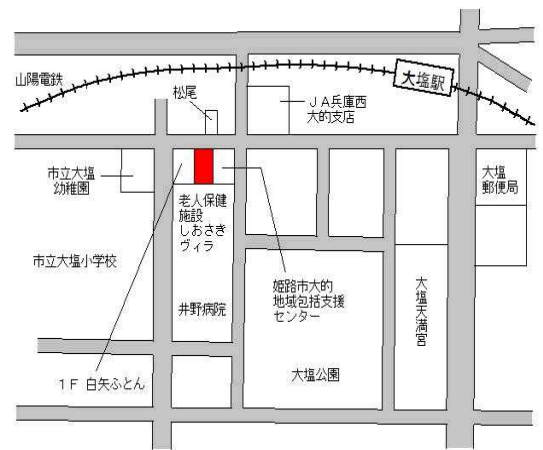 山陽電鉄
大塩駅
松尾
ＪＡ兵庫西
大的支店
市立大塩
幼稚園
大塩
郵便局
老人保健
施設
しおさき
ヴィラ
市立大塩小学校
姫路市大的
地域包括支援
センター
大塩天満宮
井野病院
大塩公園
１Ｆ 白矢ふとん